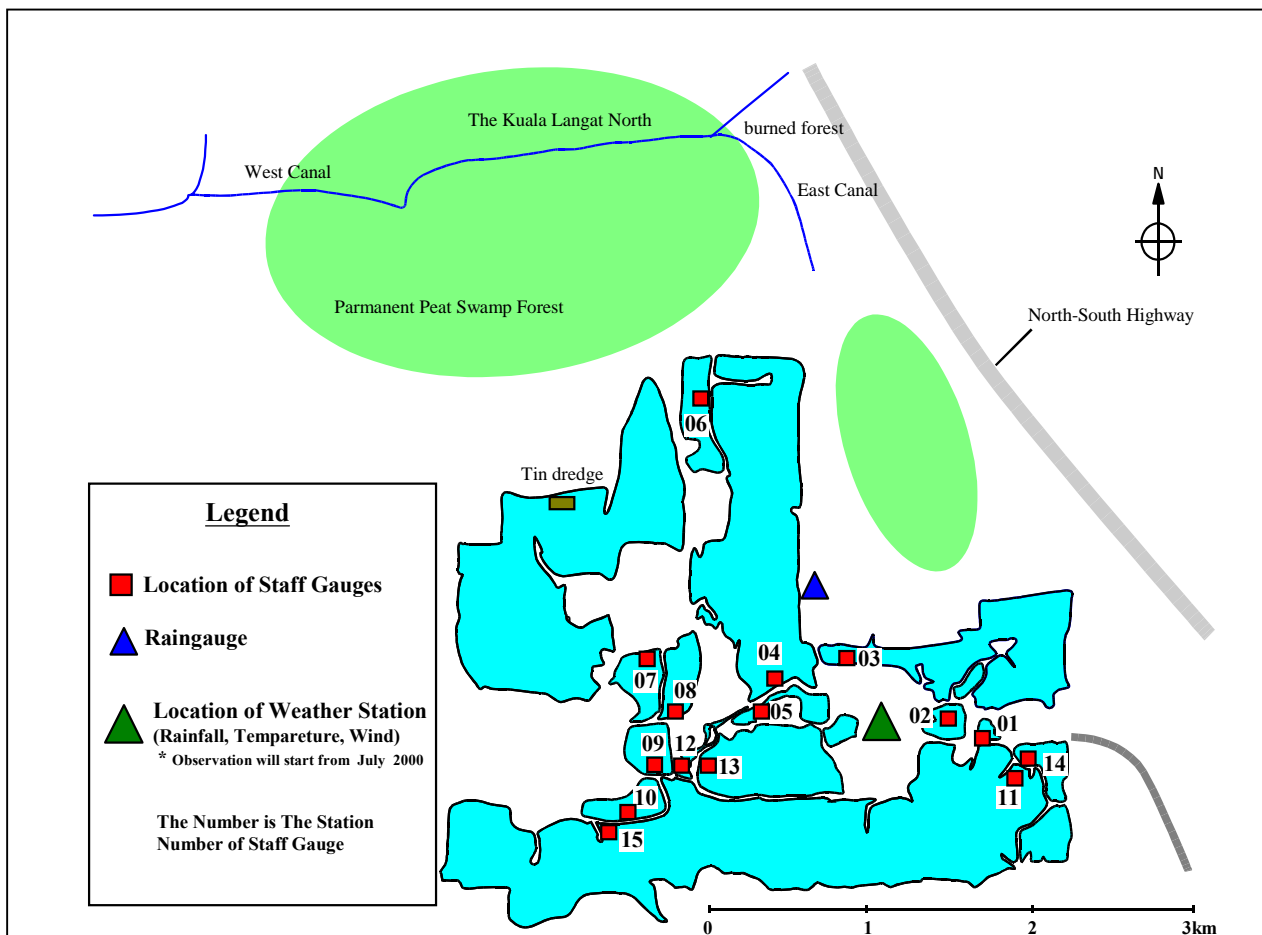 The Kuala Langat North
burned forest
West Canal
East Canal
N
Parmanent Peat Swamp Forest
North-South Highway
06
Tin dredge
Legend
Location of Staff Gauges
Raingauge
Location of Weather Station
(Rainfall, Tempareture, Wind)
* Observation will start from July 2000
The Number is The Station
Number of Staff Gauge
04
03
07
08
05
02
01
09
12
13
14
11
10
15
0
1
2
3km